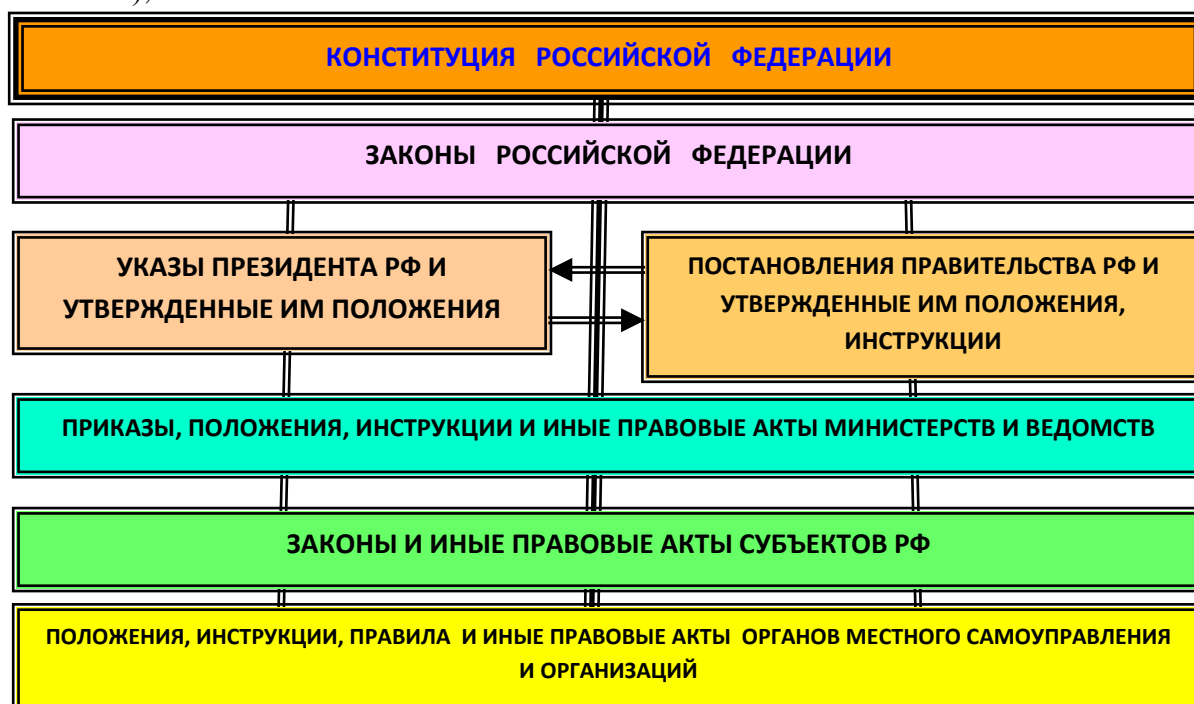 КОНСТИТУЦИЯ РОССИЙСКОЙ ФЕДЕРАЦИИ
ЗАКОНЫ РОССИЙСКОЙ ФЕДЕРАЦИИ
УКАЗЫ ПРЕЗИДЕНТА РФ И
УТВЕРЖДЕННЫЕ ИМ ПОЛОЖЕНИЯ
ПОСТАНОВЛЕНИЯ ПРАВИТЕЛЬСТВА РФ И
УТВЕРЖДЕННЫЕ ИМ ПОЛОЖЕНИЯ,
ИНСТРУКЦИИ
ПРИКАЗЫ, ПОЛОЖЕНИЯ, ИНСТРУКЦИИ И ИНЫЕ ПРАВОВЫЕ АКТЫ МИНИСТЕРСТВ И ВЕДОМСТВ
ЗАКОНЫ И ИНЫЕ ПРАВОВЫЕ АКТЫ СУБЪЕКТОВ РФ
ПОЛОЖЕНИЯ, ИНСТРУКЦИИ, ПРАВИЛА И ИНЫЕ ПРАВОВЫЕ АКТЫ ОРГАНОВ МЕСТНОГО САМОУПРАВЛЕНИЯ
И ОРГАНИЗАЦИЙ